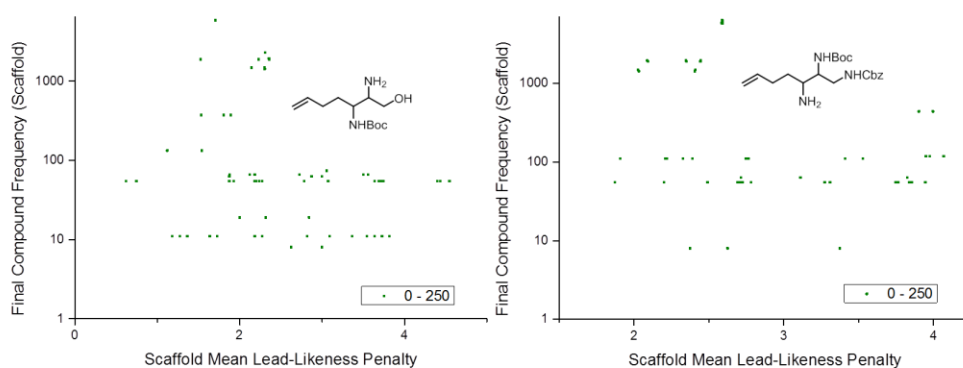 Final Compound Frequency (Scaffold)
1000
100
10
1
0
2
4
Scaffold Mean Lead-Likeness Penalty
NH₂
OH
NHBoc
0 - 250
Final Compound Frequency (Scaffold)
1000
100
10
1
2
3
4
Scaffold Mean Lead-Likeness Penalty
NHBoc
NHCbz
NH₂
0 - 250